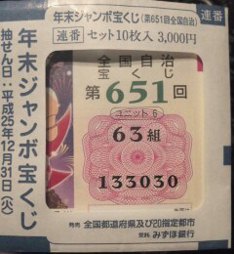 年末ジャンボ宝くじ(第651回全国自治)
連番
連番 セット10枚入 3,000円
全国自治
宝くじ
第651回
ユニット 6
63組
133030
発売 全国都道府県及び20指定都市
受託 みずほ銀行
年末ジャンボ宝くじ
抽せん日:平成25年12月31日(火)